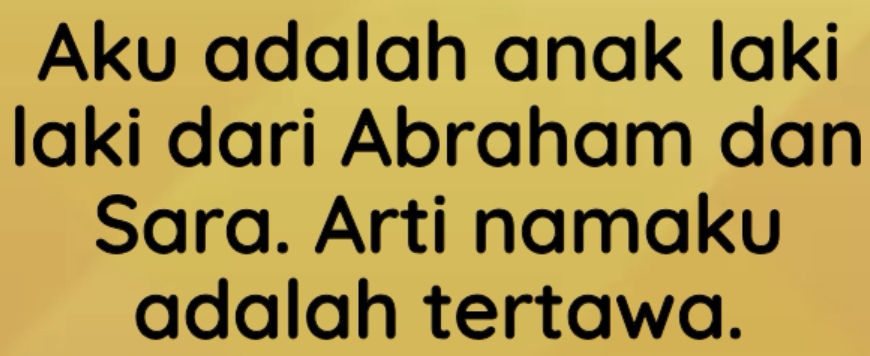 Aku adalah anak laki
laki dari Abraham dan
Sara. Arti namaku
adalah tertawa.